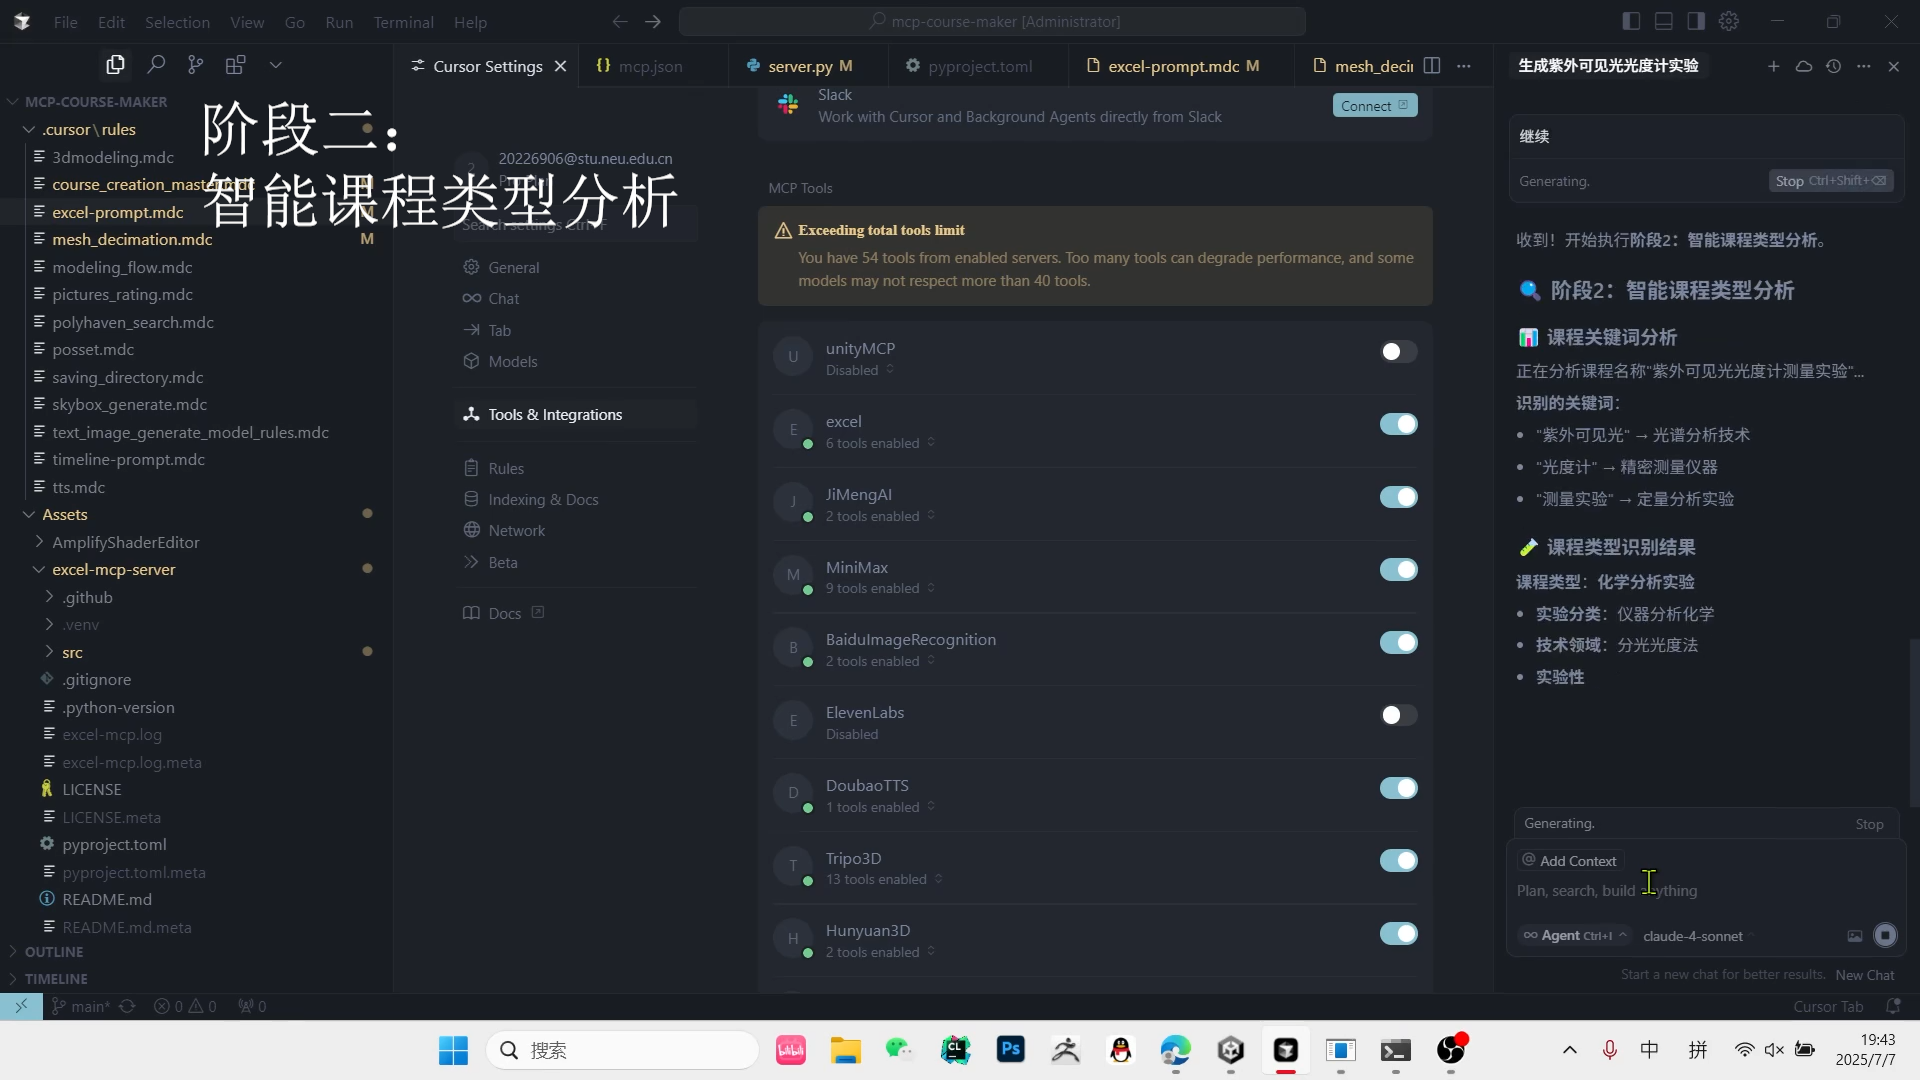 File Edit Selection View Go Run Terminal Help
mcp-course-maker [Administrator]
Cursor Settings
mcp.json
server.py M
pyproject.toml
excel-prompt.mdc M
mesh_deci
生成紫外可见光光度计实验
MCP-COURSE-MAKER
.cursor\rules
3dmodeling.mdc
course_creation_master.mdc
excel-prompt.mdc
mesh_decimation.mdc M
modeling_flow.mdc
pictures_rating.mdc
polyhaven_search.mdc
posset.mdc
saving_directory.mdc
skybox_generate.mdc
text_image_generate_model_rules.mdc
timeline-prompt.mdc
tts.mdc
Assets
AmplifyShaderEditor
excel-mcp-server
.github
.venv
src
.gitignore
.python-version
excel-mcp.log
excel-mcp.log.meta
LICENSE
LICENSE.meta
pyproject.toml
pyproject.toml.meta
README.md
README.md.meta
OUTLINE
TIMELINE
阶段二：
智能课程类型分析
20226906@stu.neu.edu.cn
Search settings Ctrl+F
General
Chat
Tab
Models
Tools & Integrations
Rules
Indexing & Docs
Network
Beta
Docs
Slack
Work with Cursor and Background Agents directly from Slack
Connect
MCP Tools
Exceeding total tools limit
You have 54 tools from enabled servers. Too many tools can degrade performance, and some
models may not respect more than 40 tools.
U
unityMCP
Disabled
E
excel
6 tools enabled
J
JiMengAI
2 tools enabled
M
MiniMax
9 tools enabled
B
BaiduImageRecognition
2 tools enabled
E
ElevenLabs
Disabled
D
DoubaoTTS
1 tools enabled
T
Tripo3D
13 tools enabled
H
Hunyuan3D
2 tools enabled
继续
Generating.
Stop Ctrl+Shift+⌫
收到！开始执行阶段2：智能课程类型分析。
阶段2：智能课程类型分析
课程关键词分析
正在分析课程名称"紫外可见光光度计测量实验"...
识别的关键词：
• "紫外可见光" → 光谱分析技术
• "光度计" → 精密测量仪器
• "测量实验" → 定量分析实验
课程类型识别结果
课程类型：化学分析实验
• 实验分类：仪器分析化学
• 技术领域：分光光度法
• 实验性
Generating.
Stop
@ Add Context
Plan, search, build anything
Agent Ctrl+I
claude-4-sonnet
Start a new chat for better results. New Chat
main*
0
0
0
Cursor Tab
搜索
bilibili
CL
Ps
中
拼
19:43
2025/7/7